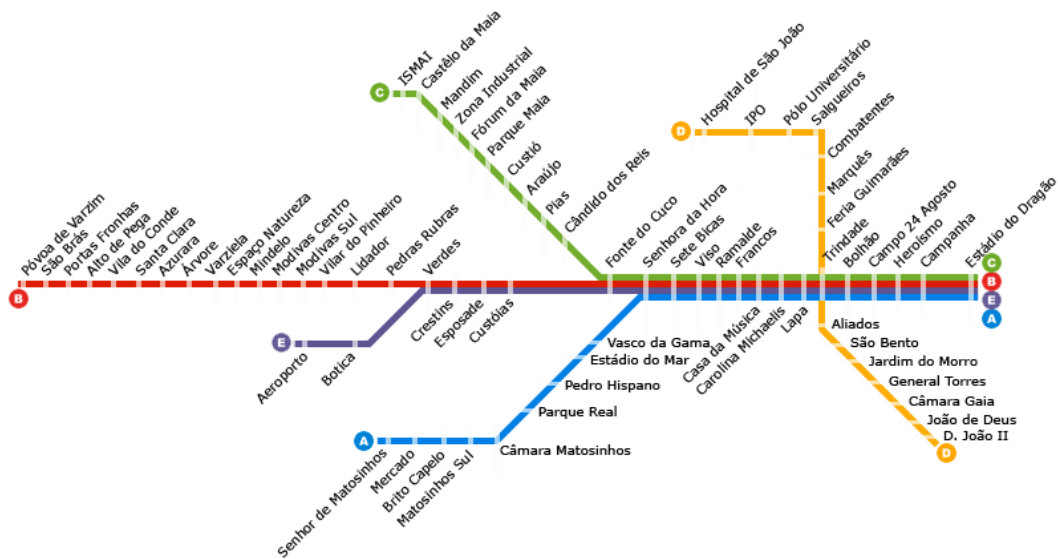 C
ISMAI
Castêlo da Maia
Mandim
Zona Industrial
Fórum da Maia
Parque Maia
Custió
Araújo
Pias
Cândido dos Reis
D
Hospital de São João
IPO
Pólo Universitário
Salgueiros
Combatentes
Marquês
Feria Guimarães
Trindade
B
Póvoa de Varzim
São Brás
Portas Fronhas
Alto de Pega
Vila do Conde
Santa Clara
Azurara
Árvore
Varziela
Espaço Natureza
Mindelo
Modivas Centro
Modivas Sul
Vilar do Pinheiro
Lidador
Pedras Rubras
Verdes
Fonte do Cuco
Senhora da Hora
Sete Bicas
Viso
Ramalde
Francos
Bolhão
Campo 24 Agosto
Heroísmo
Campanha
Estádio do Dragão
C
B
E
A
E
Aeroporto
Botica
Crestins
Esposade
Custóias
Casa da Música
Carolina Michaelis
Lapa
Aliados
São Bento
Jardim do Morro
General Torres
Câmara Gaia
João de Deus
D. João II
D
Vasco da Gama
Estádio do Mar
Pedro Hispano
Parque Real
Câmara Matosinhos
A
Senhor de Matosinhos
Mercado
Brito Capelo
Matosinhos Sul